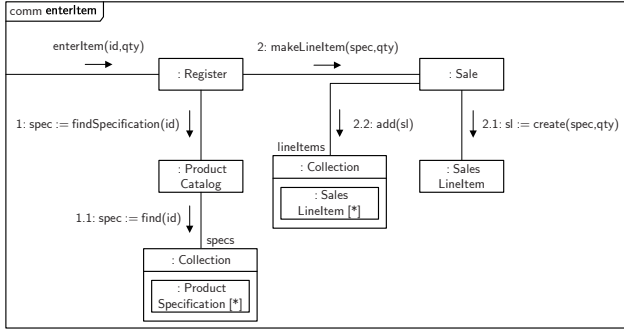 comm enterItem
enterItem(id,qty)
2: makeLineItem(spec,qty)
: Register
: Sale
1: spec := findSpecification(id)
2.2: add(sl)
2.1: sl := create(spec,qty)
lineItems
: Product
Catalog
: Collection
: Sales
LineItem
: Sales
LineItem [*]
1.1: spec := find(id)
specs
: Collection
: Product
Specification [*]